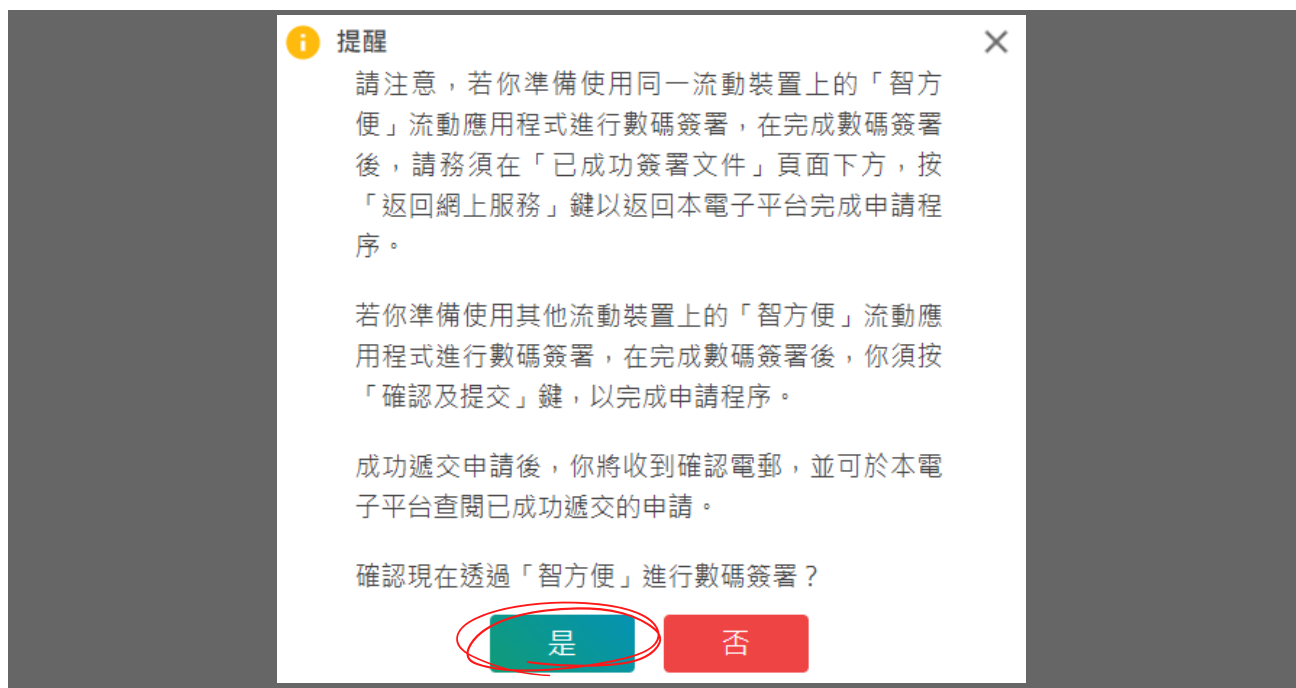 提醒
請注意，若你準備使用同一流動裝置上的「智方
便」流動應用程式進行數碼簽署，在完成數碼簽署
後，請務須在「已成功簽署文件」頁面下方，按
「返回網上服務」鍵以返回本電子平台完成申請程
序。
若你準備使用其他流動裝置上的「智方便」流動應
用程式進行數碼簽署，在完成數碼簽署後，你須按
「確認及提交」鍵，以完成申請程序。
成功遞交申請後，你將收到確認電郵，並可於本電
子平台查閱已成功遞交的申請。
確認現在透過「智方便」進行數碼簽署？
是
否